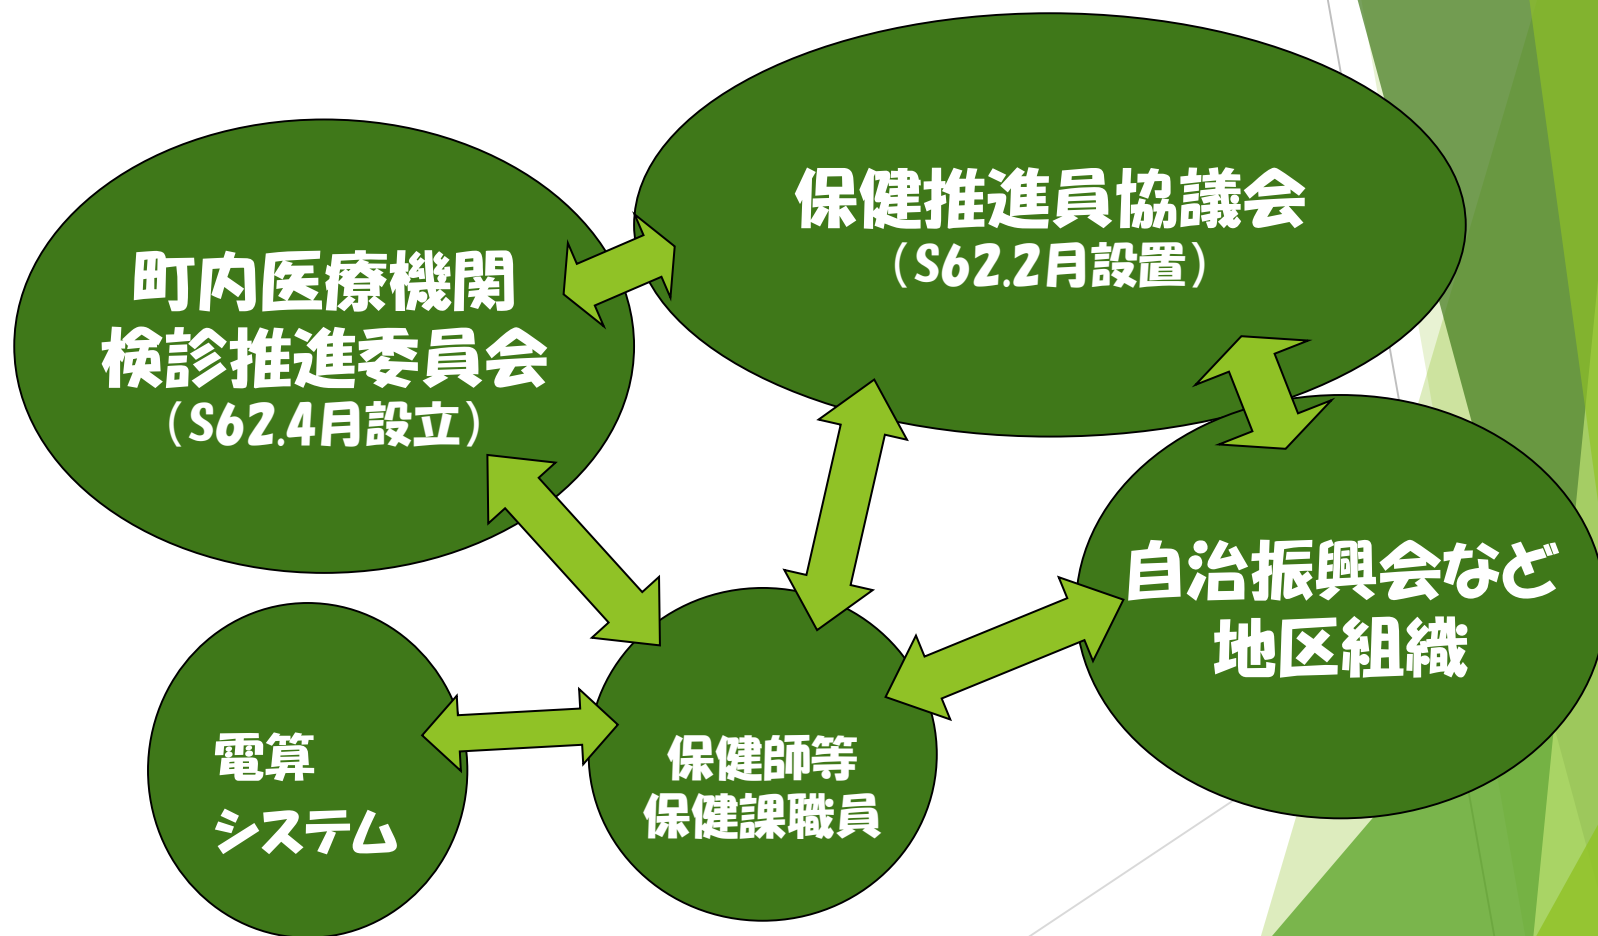 保健推進員協議会
(S62.2月設置)
町内医療機関
検診推進委員会
(S62.4月設立)
自治振興会など
地区組織
電算
システム
保健師等
保健課職員